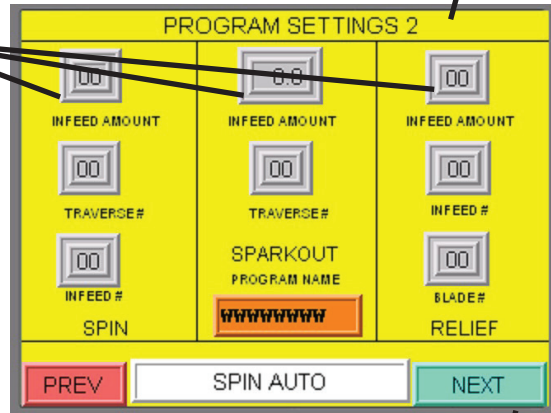 PROGRAM SETTINGS 2
00
0.0
00
INFEED AMOUNT
INFEED AMOUNT
INFEED AMOUNT
00
00
00
TRAVERSE#
TRAVERSE#
INFEED #
00
SPARKOUT
00
PROGRAM NAME
INFEED #
BLADE#
WWWWWWWW
SPIN
RELIEF
PREV
SPIN AUTO
NEXT